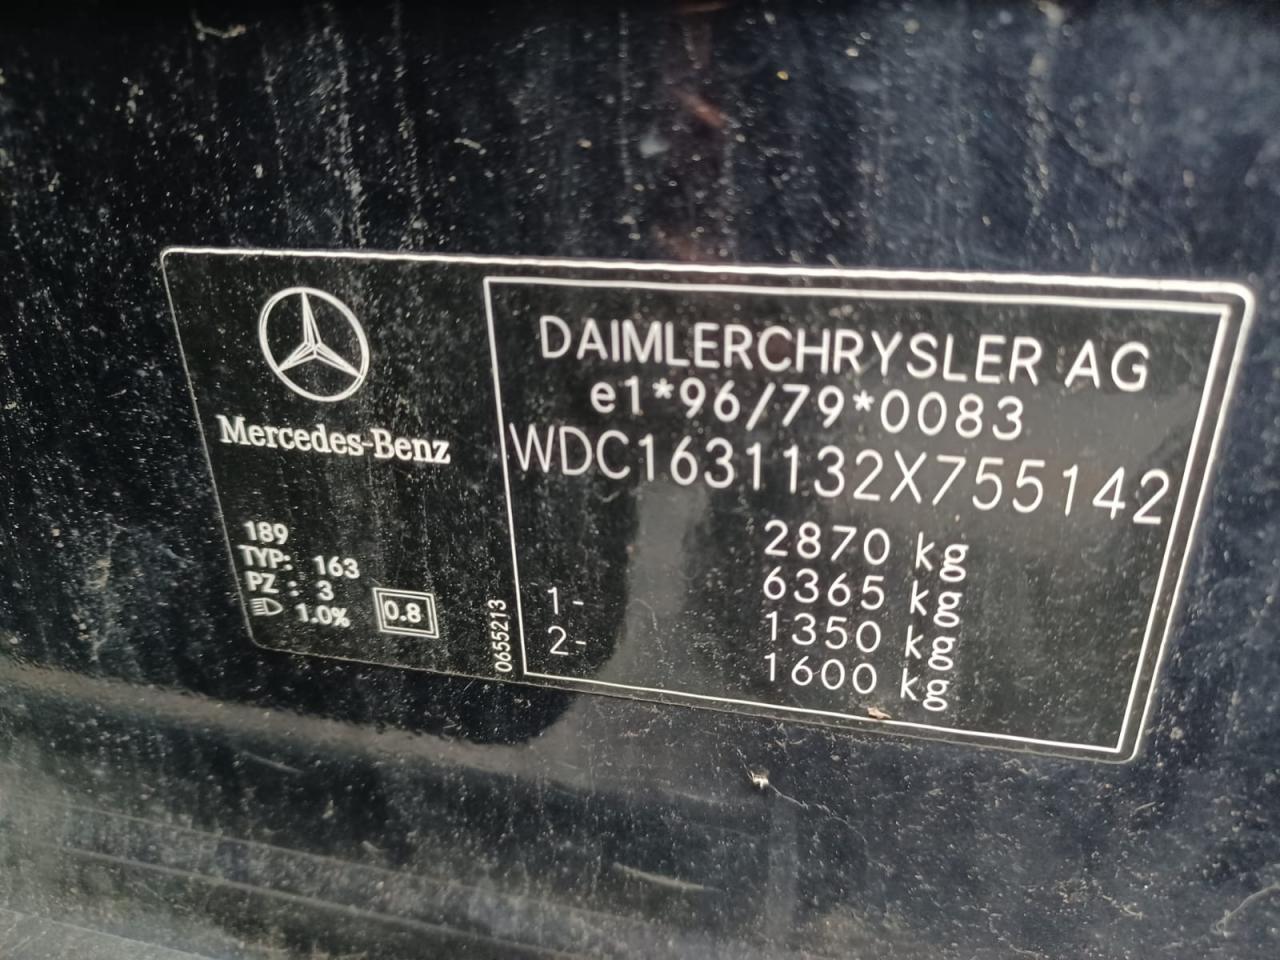 Mercedes-Benz
189
TYP: 163
PZ : 3
1.0%
0.8
0655213
DAIMLERCHRYSLER AG
e1*96/79*0083
WDC1631132X755142
2870 kg
6365 kg
1- 1350 kg
2- 1600 kg